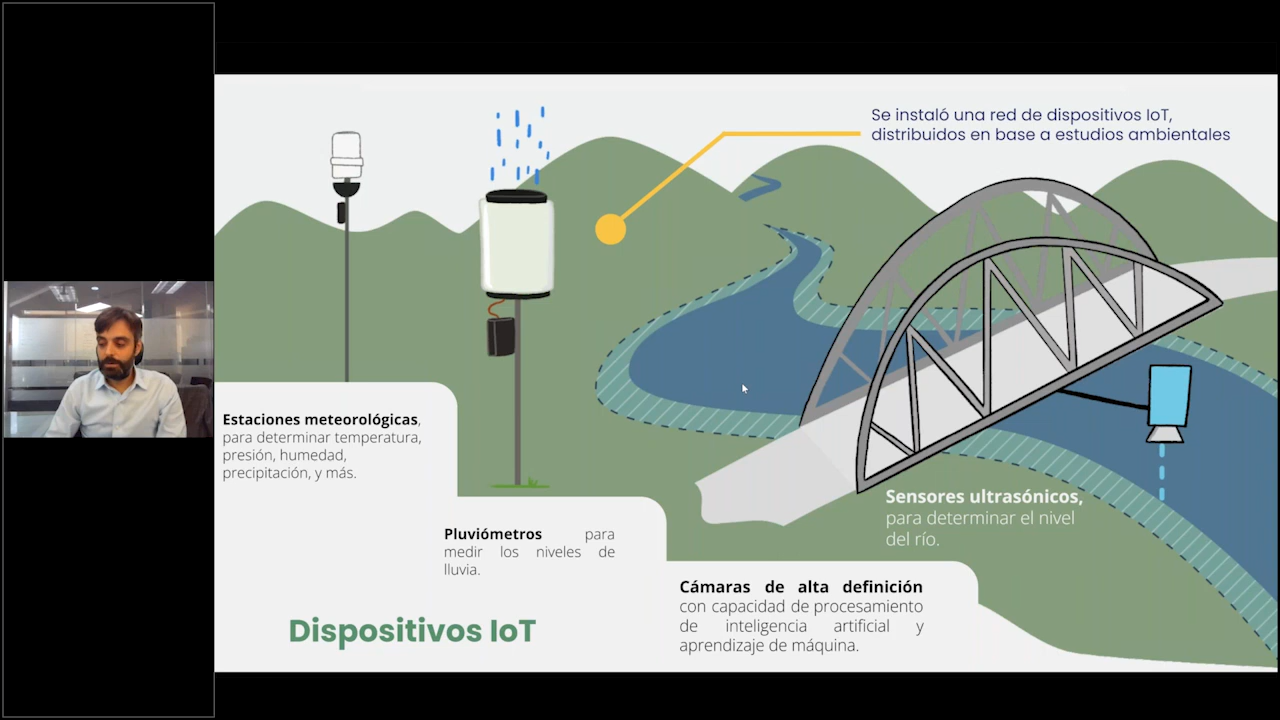 Se instaló una red de dispositivos IoT,
distribuidos en base a estudios ambientales
Estaciones meteorológicas,
para determinar temperatura,
presión, humedad,
precipitación, y más.
Pluviómetros para
medir los niveles de
lluvia.
Sensores ultrasónicos,
para determinar el nivel
del río.
Cámaras de alta definición
con capacidad de procesamiento
de inteligencia artificial y
aprendizaje de máquina.
Dispositivos IoT